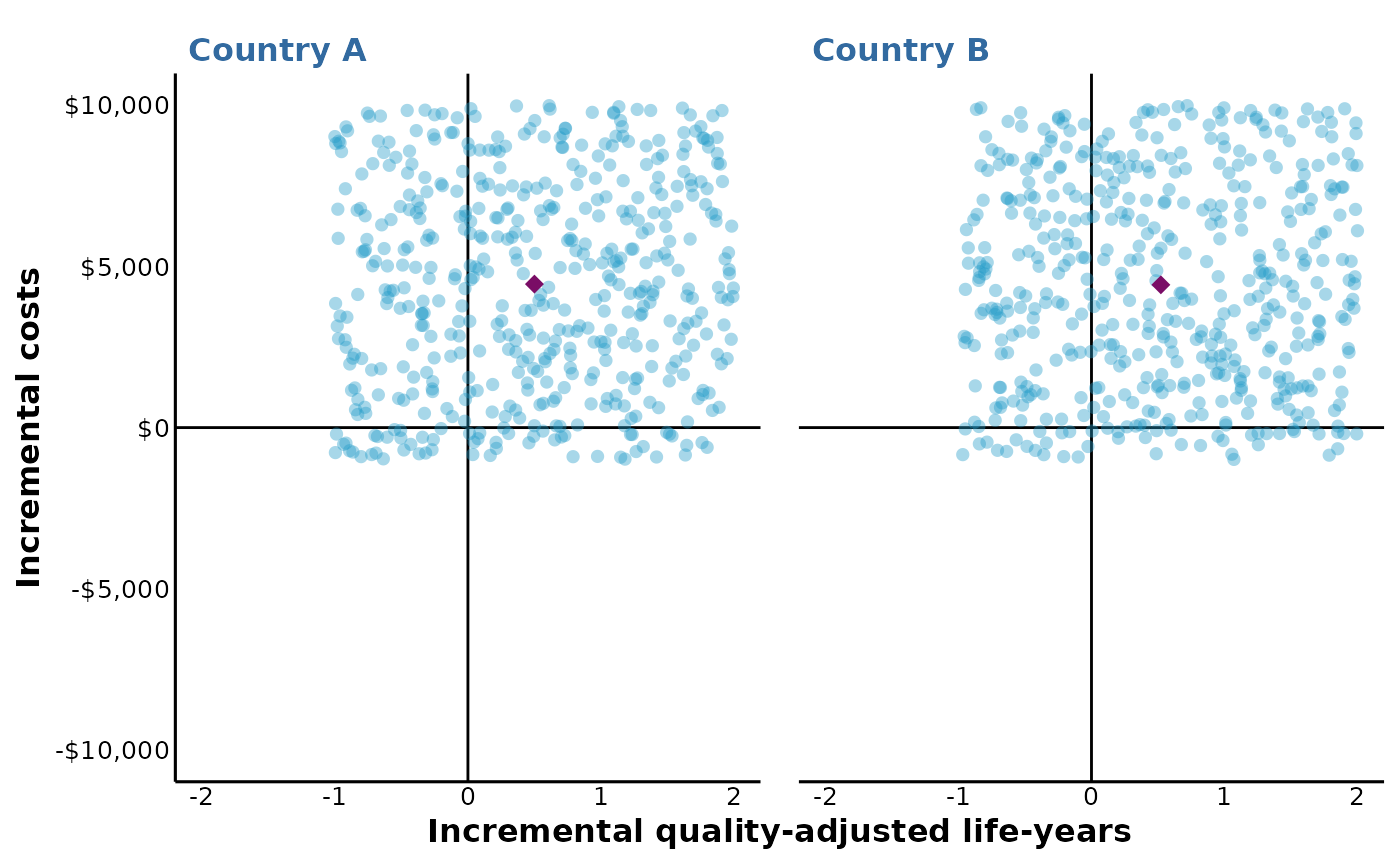 Country A
Country B
$10,000
$5,000
$0
-$5,000
-$10,000
-2 -1 0 1 2
-2 -1 0 1 2
Incremental costs
Incremental quality-adjusted life-years